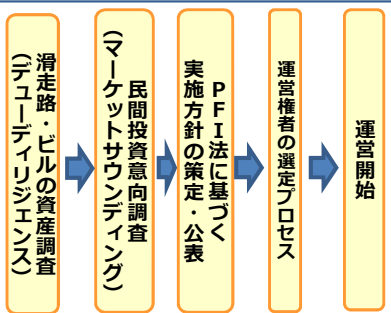 滑走路・ビルの資産調査
（デューディリジェンス）
民間投資意向調査
（マーケットサウンディング）
ＰＦＩ法に基づく
実施方針の策定・公表
運営権者の選定プロセス
運営開始